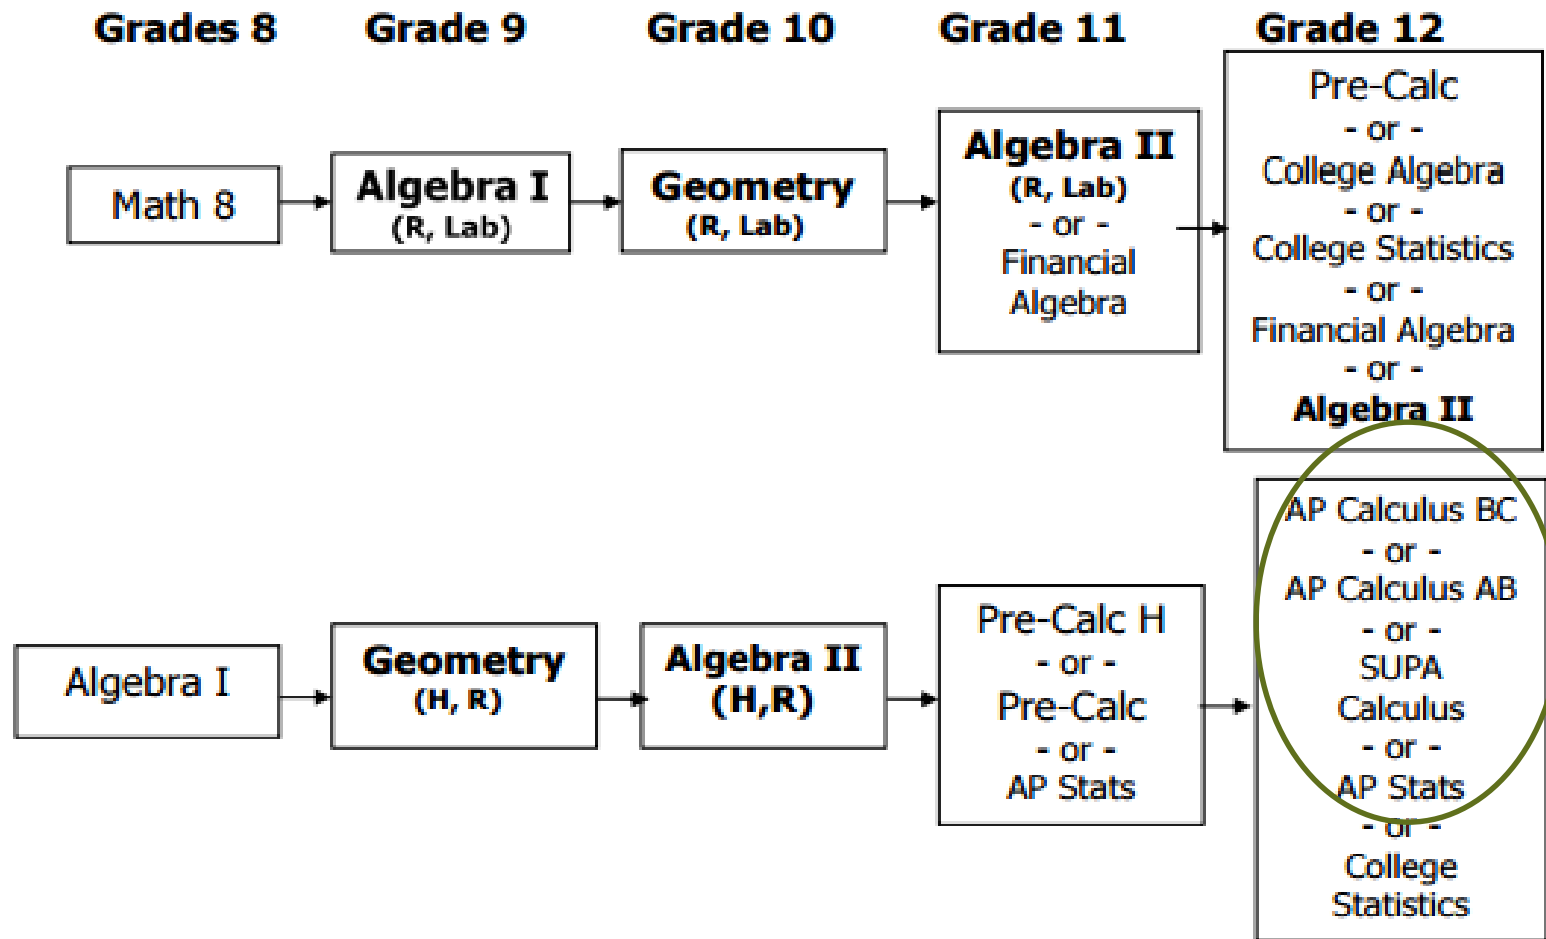 Grades 8
Grade 9
Grade 10
Grade 11
Grade 12
Math 8
Algebra I
(R, Lab)
Geometry
(R, Lab)
Algebra II
(R, Lab)
- or -
Financial
Algebra
Pre-Calc
- or -
College Algebra
- or -
College Statistics
- or -
Financial Algebra
- or -
Algebra II
Algebra I
Geometry
(H, R)
Algebra II
(H,R)
Pre-Calc H
- or -
Pre-Calc
- or -
AP Stats
AP Calculus BC
- or -
AP Calculus AB
- or -
SUPA
Calculus
- or -
AP Stats
- or -
College
Statistics